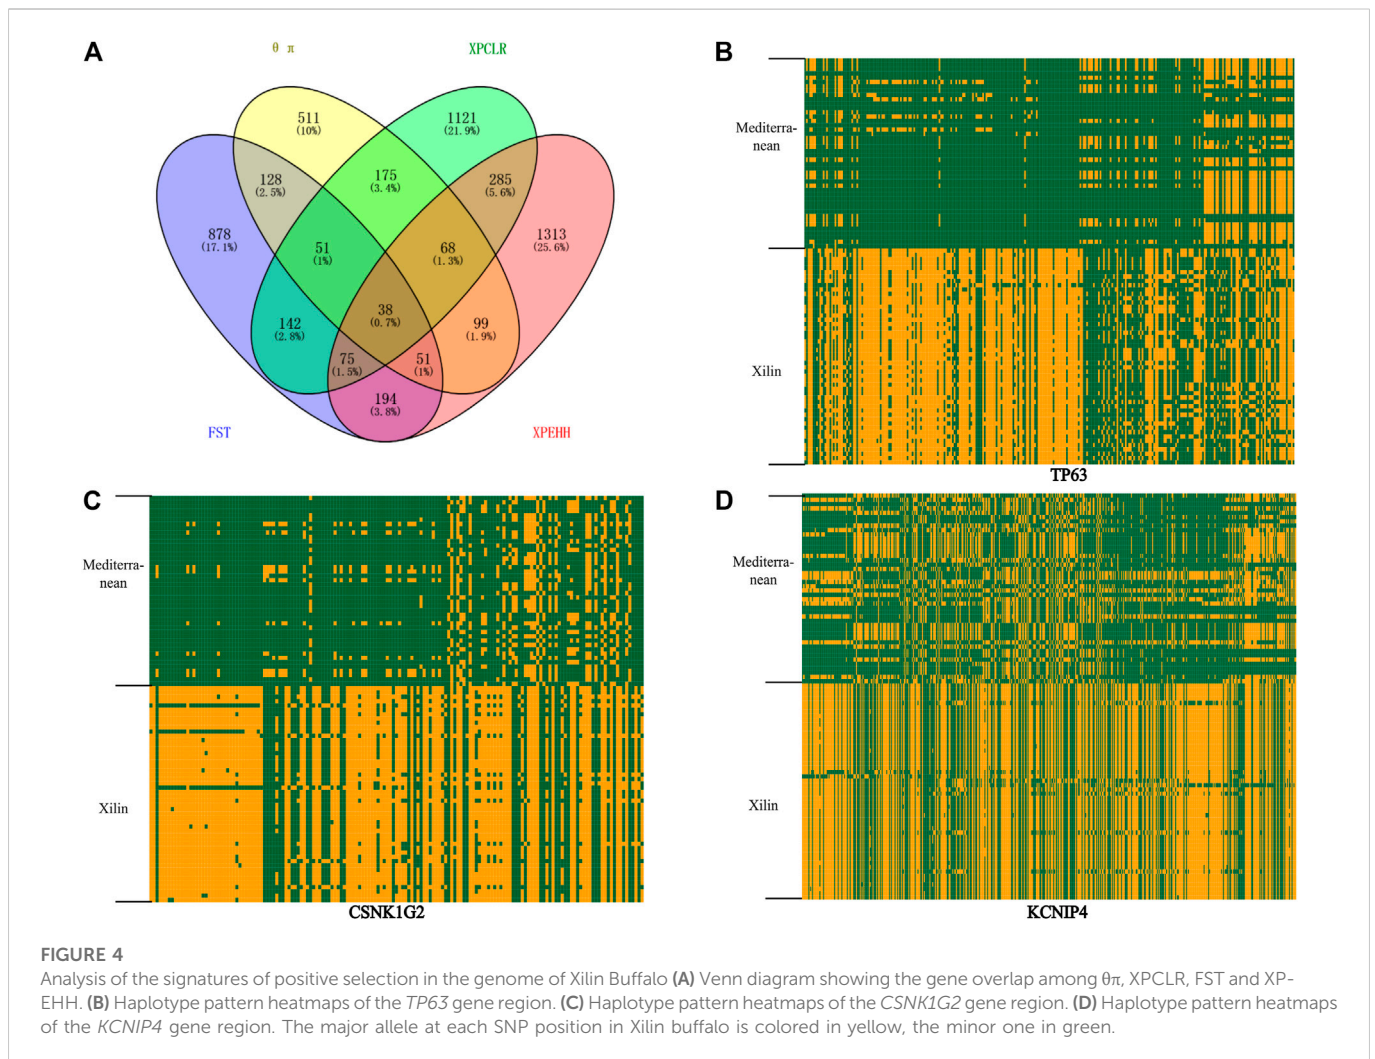 A
θ π
XPCLR
511
(10%)
1121
(21.9%)
128
(2.5%)
175
(3.4%)
285
(5.6%)
878
(17.1%)
51
(1%)
68
(1.3%)
1313
(25.6%)
38
(0.7%)
142
(2.8%)
99
(1.9%)
75
(1.5%)
51
(1%)
194
(3.8%)
FST
XPEHH
B
Mediterra-
nean
Xilin
TP63
C
Mediterra-
nean
Xilin
CSNK1G2
D
Mediterra-
nean
Xilin
KCNIP4
FIGURE 4
Analysis of the signatures of positive selection in the genome of Xilin Buffalo (A) Venn diagram showing the gene overlap among θπ, XPCLR, FST and XP-
EHH. (B) Haplotype pattern heatmaps of the TP63 gene region. (C) Haplotype pattern heatmaps of the CSNK1G2 gene region. (D) Haplotype pattern heatmaps
of the KCNIP4 gene region. The major allele at each SNP position in Xilin buffalo is colored in yellow, the minor one in green.